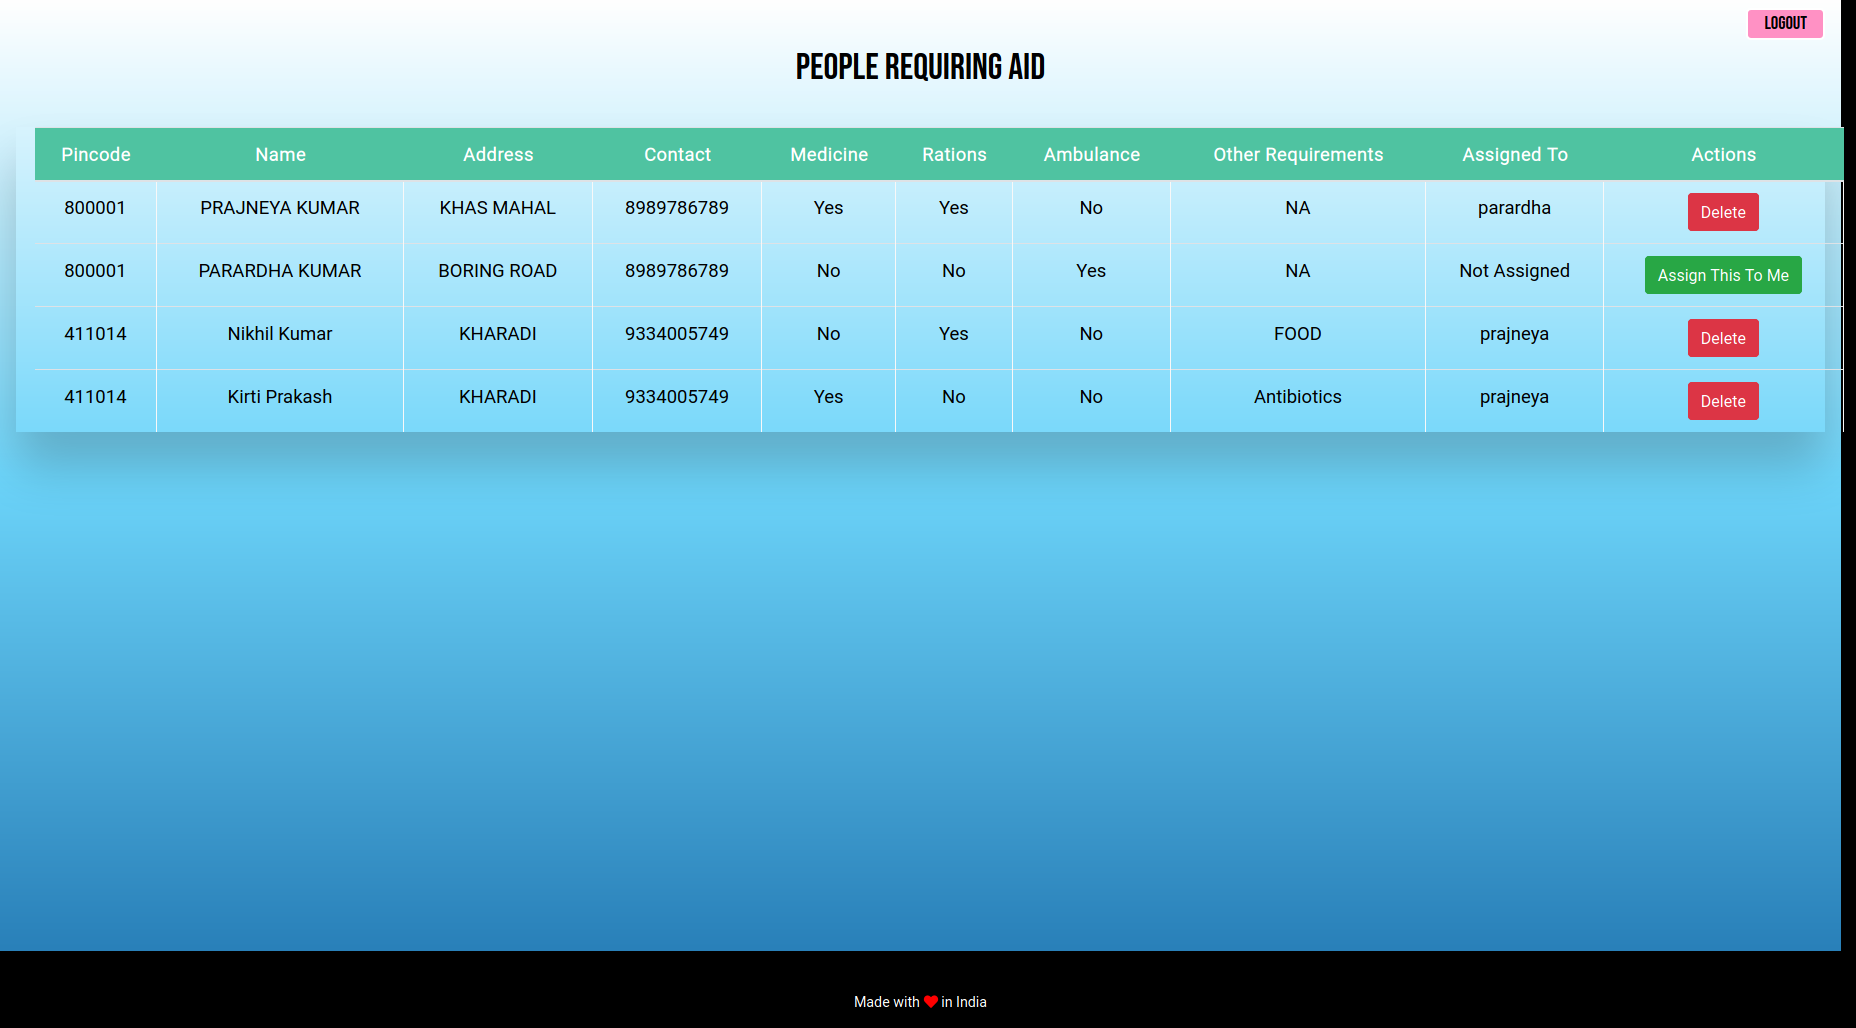 LOGOUT
PEOPLE REQUIRING AID
Pincode Name Address Contact Medicine Rations Ambulance Other Requirements Assigned To Actions
800001 PRAJNEYA KUMAR KHAS MAHAL 8989786789 Yes Yes No NA parardha Delete
800001 PARARDHA KUMAR BORING ROAD 8989786789 No No Yes NA Not Assigned Assign This To Me
411014 Nikhil Kumar KHARADI 9334005749 No Yes No FOOD prajneya Delete
411014 Kirti Prakash KHARADI 9334005749 Yes No No Antibiotics prajneya Delete
Made with ❤ in India